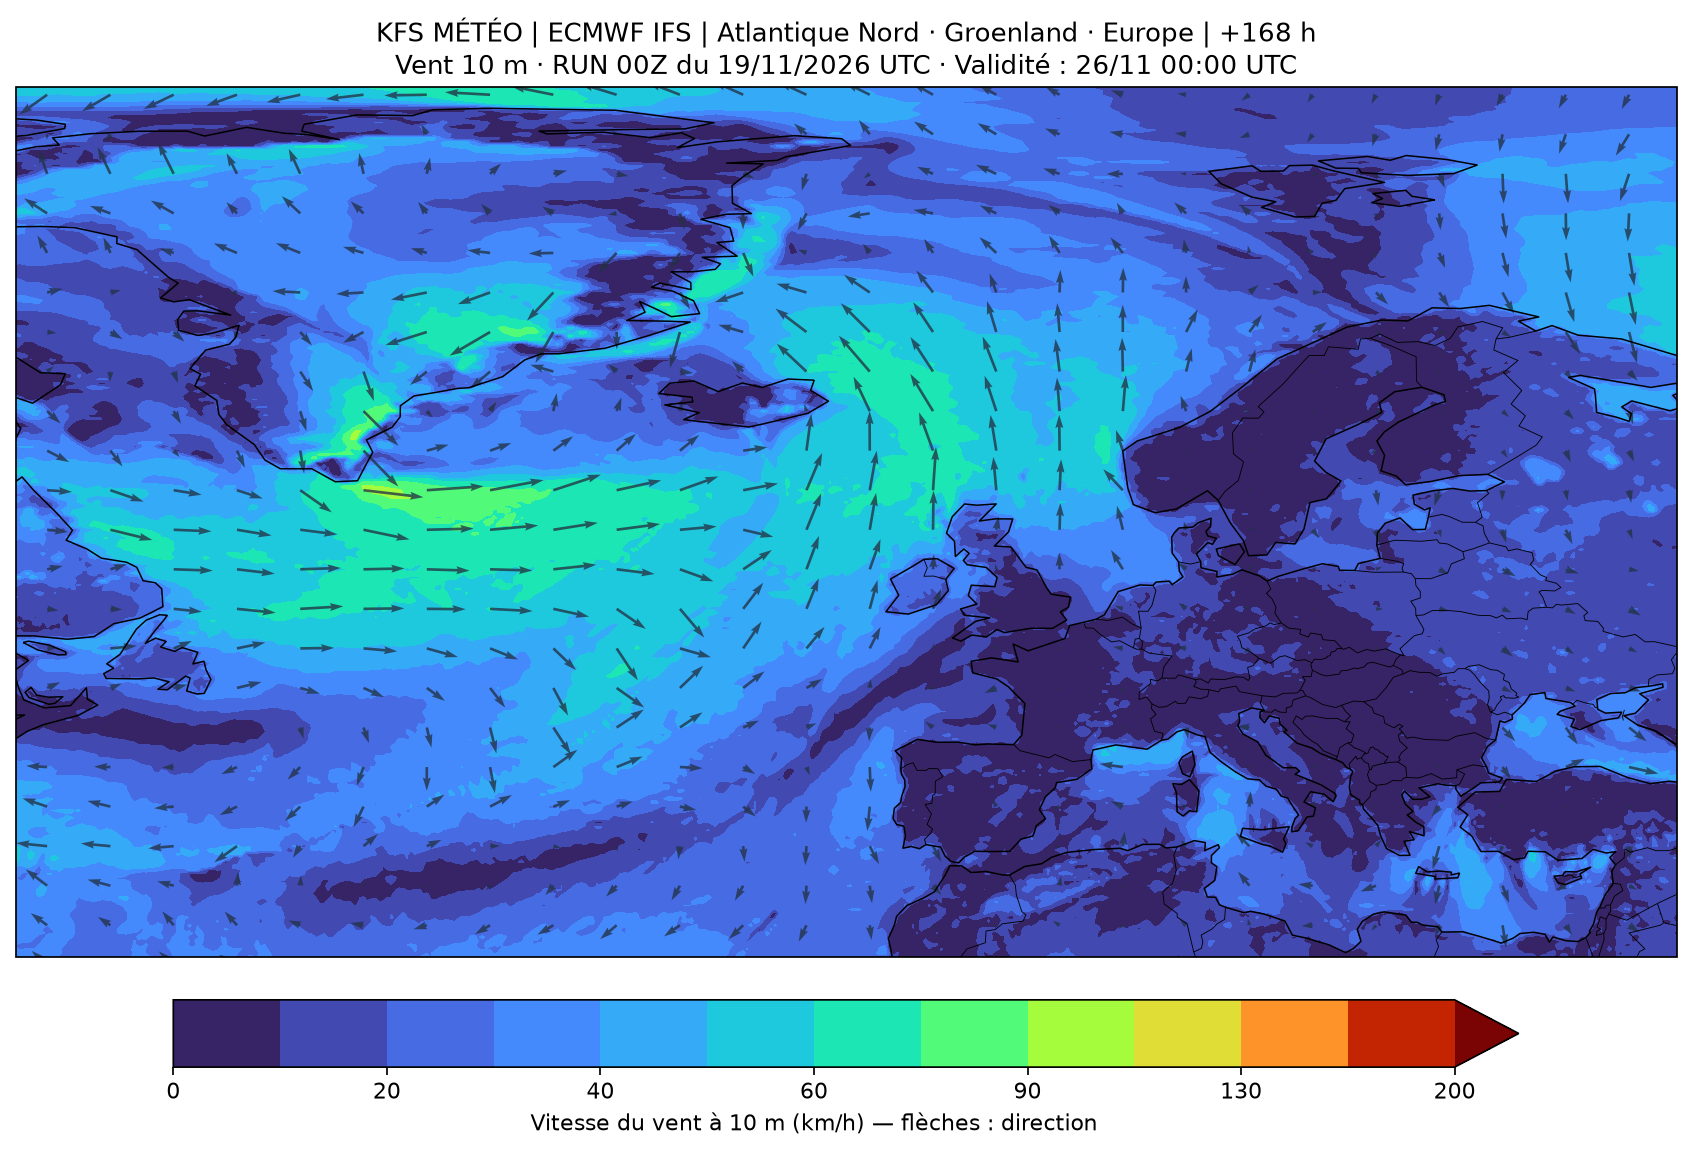 KFS MÉTÉO | ECMWF IFS | Atlantique Nord · Groenland · Europe | +168 h
Vent 10 m · RUN 00Z du 19/11/2026 UTC · Validité : 26/11 00:00 UTC
0 20 40 60 90 130 200
Vitesse du vent à 10 m (km/h) — flèches : direction